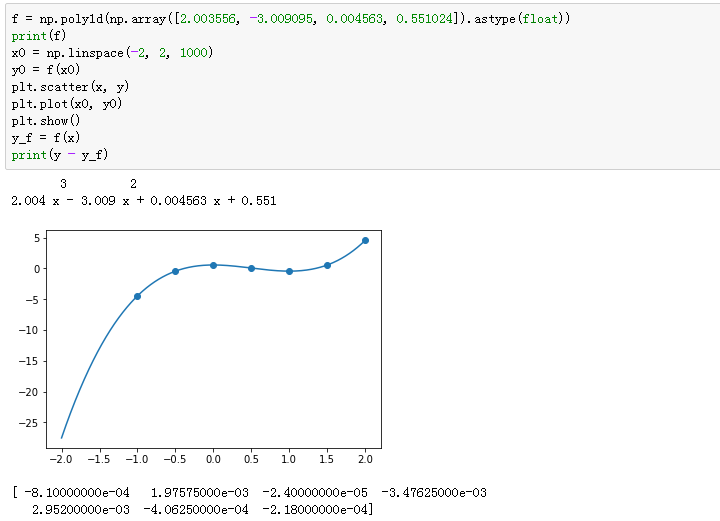 f = np.poly1d(np.array([2.003556, -3.009095, 0.004563, 0.551024]).astype(float))
print(f)
x0 = np.linspace(-2, 2, 1000)
y0 = f(x0)
plt.scatter(x, y)
plt.plot(x0, y0)
plt.show()
y_f = f(x)
print(y - y_f)
3 2
2.004 x - 3.009 x + 0.004563 x + 0.551
5
0
−5
−10
−15
−20
−25
−2.0 −1.5 −1.0 −0.5 0.0 0.5 1.0 1.5 2.0
[ -8.10000000e-04 1.97575000e-03 -2.40000000e-05 -3.47625000e-03
2.95200000e-03 -4.06250000e-04 -2.18000000e-04]